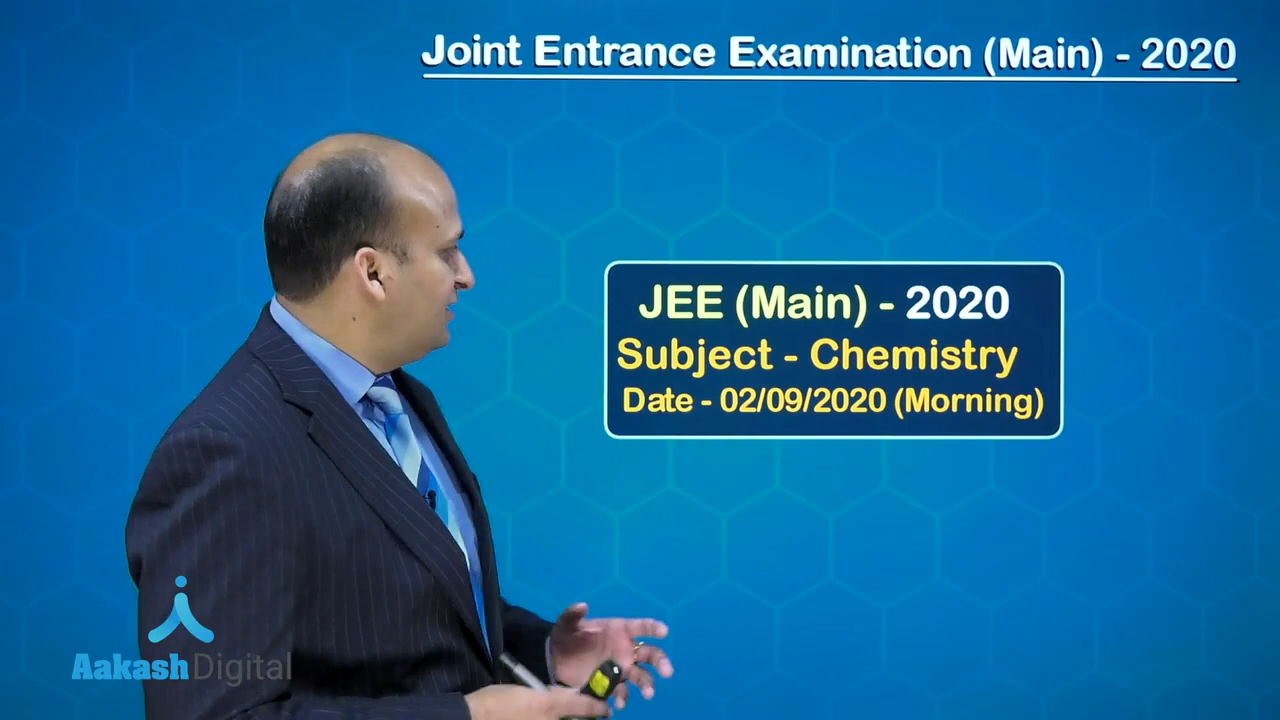 Joint Entrance Examination (Main) - 2020
JEE (Main) - 2020
Subject - Chemistry
Date - 02/09/2020 (Morning)
Aakash Digital